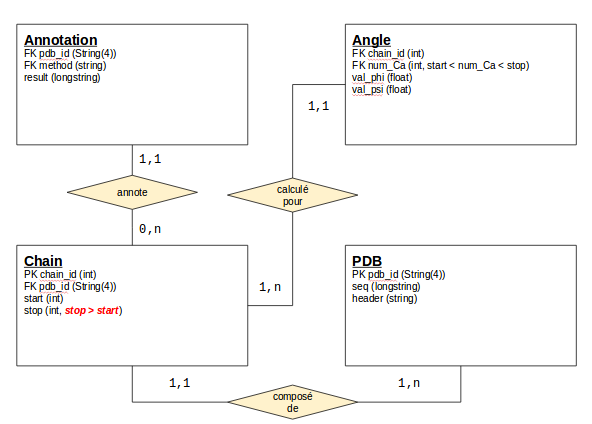 Annotation
FK pdb_id (String(4))
FK method (string)
result (longstring)
Angle
FK chain_id (int)
FK num_Ca (int, start < num_Ca < stop)
val_phi (float)
val_psi (float)
1,1
1,1
annote
calculé
pour
0,n
Chain
PK chain_id (int)
FK pdb_id (String(4))
start (int)
stop (int, stop > start)
1,n
PDB
PK pdb_id (String(4))
seq (longstring)
header (string)
1,1
composé
de
1,n